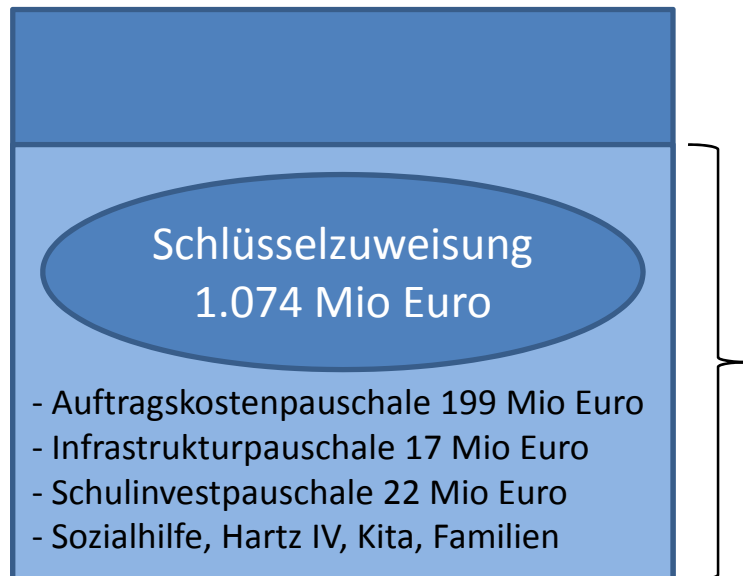 Schlüsselzuweisung
1.074 Mio Euro
- Auftragskostenpauschale 199 Mio Euro
- Infrastrukturpauschale 17 Mio Euro
- Schulinvestpauschale 22 Mio Euro
- Sozialhilfe, Hartz IV, Kita, Familien